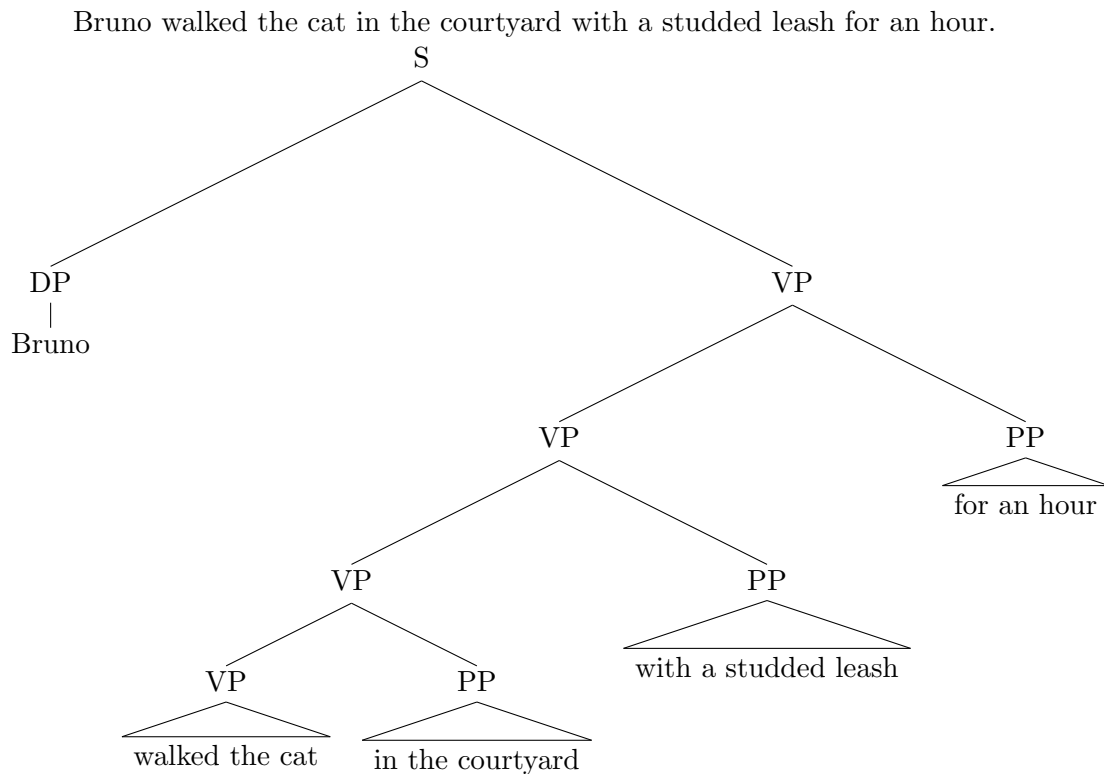 Bruno walked the cat in the courtyard with a studded leash for an hour.
S
DP VP
Bruno
VP PP
for an hour
VP PP
with a studded leash
VP PP
walked the cat in the courtyard